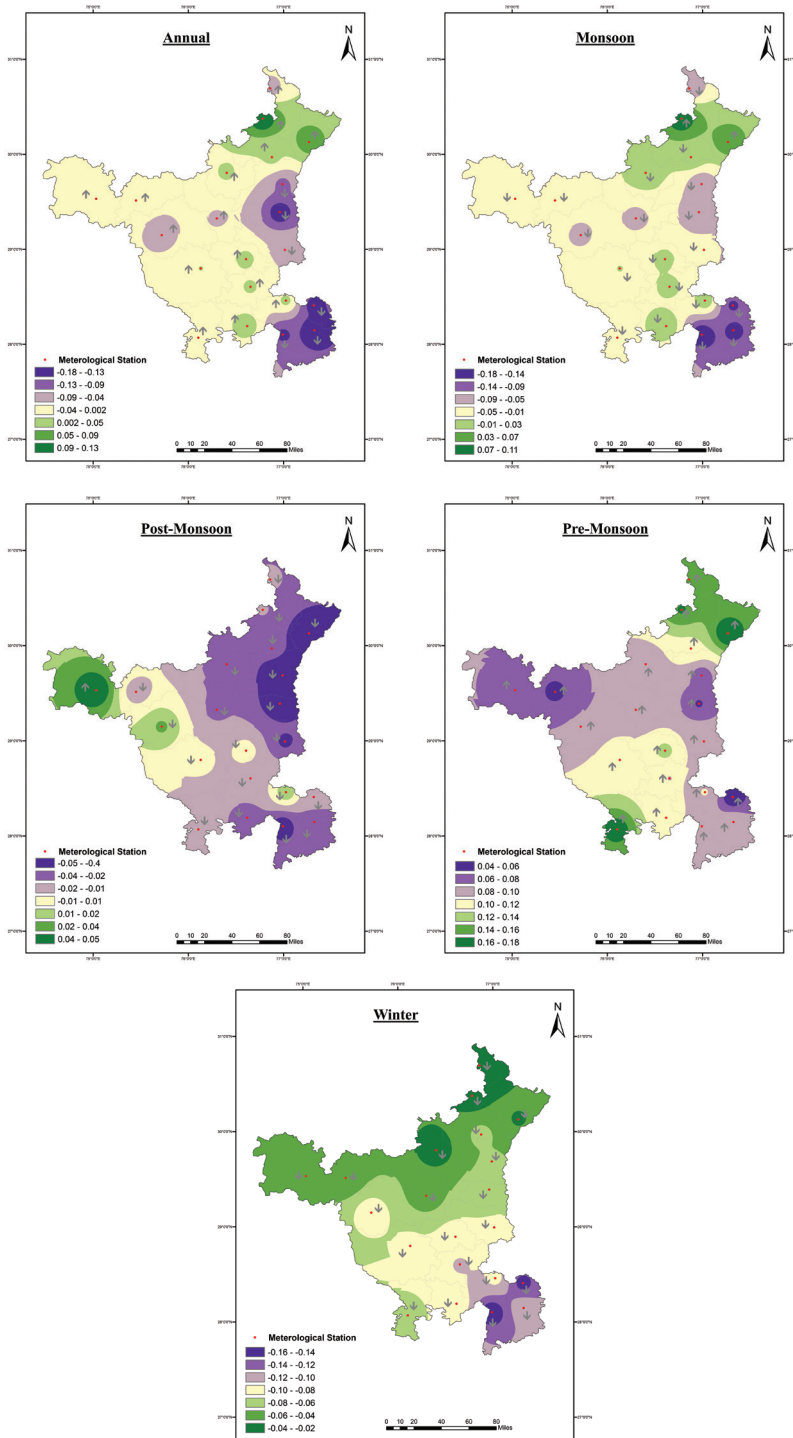 Annual
N
Meterological Station
-0.18 - -0.13
-0.13 - -0.09
-0.09 - -0.04
-0.04 - 0.002
0.002 - 0.05
0.05 - 0.09
0.09 - 0.13
0 10 20 40 60 80
Miles
Monsoon
N
Meterological Station
-0.18 - -0.14
-0.14 - -0.09
-0.09 - -0.05
-0.05 - -0.01
-0.01 - 0.03
0.03 - 0.07
0.07 - 0.11
0 10 20 40 60 80
Miles
Post-Monsoon
N
Meterological Station
-0.05 - -0.4
-0.04 - -0.02
-0.02 - -0.01
-0.01 - 0.01
0.01 - 0.02
0.02 - 0.04
0.04 - 0.05
0 10 20 40 60 80
Miles
Pre-Monsoon
N
Meterological Station
0.04 - 0.06
0.06 - 0.08
0.08 - 0.10
0.10 - 0.12
0.12 - 0.14
0.14 - 0.16
0.16 - 0.18
0 10 20 40 60 80
Miles
Winter
N
Meterological Station
-0.16 - -0.14
-0.14 - -0.12
-0.12 - -0.10
-0.10 - -0.08
-0.08 - -0.06
-0.06 - -0.04
-0.04 - -0.02
0 10 20 40 60 80
Miles